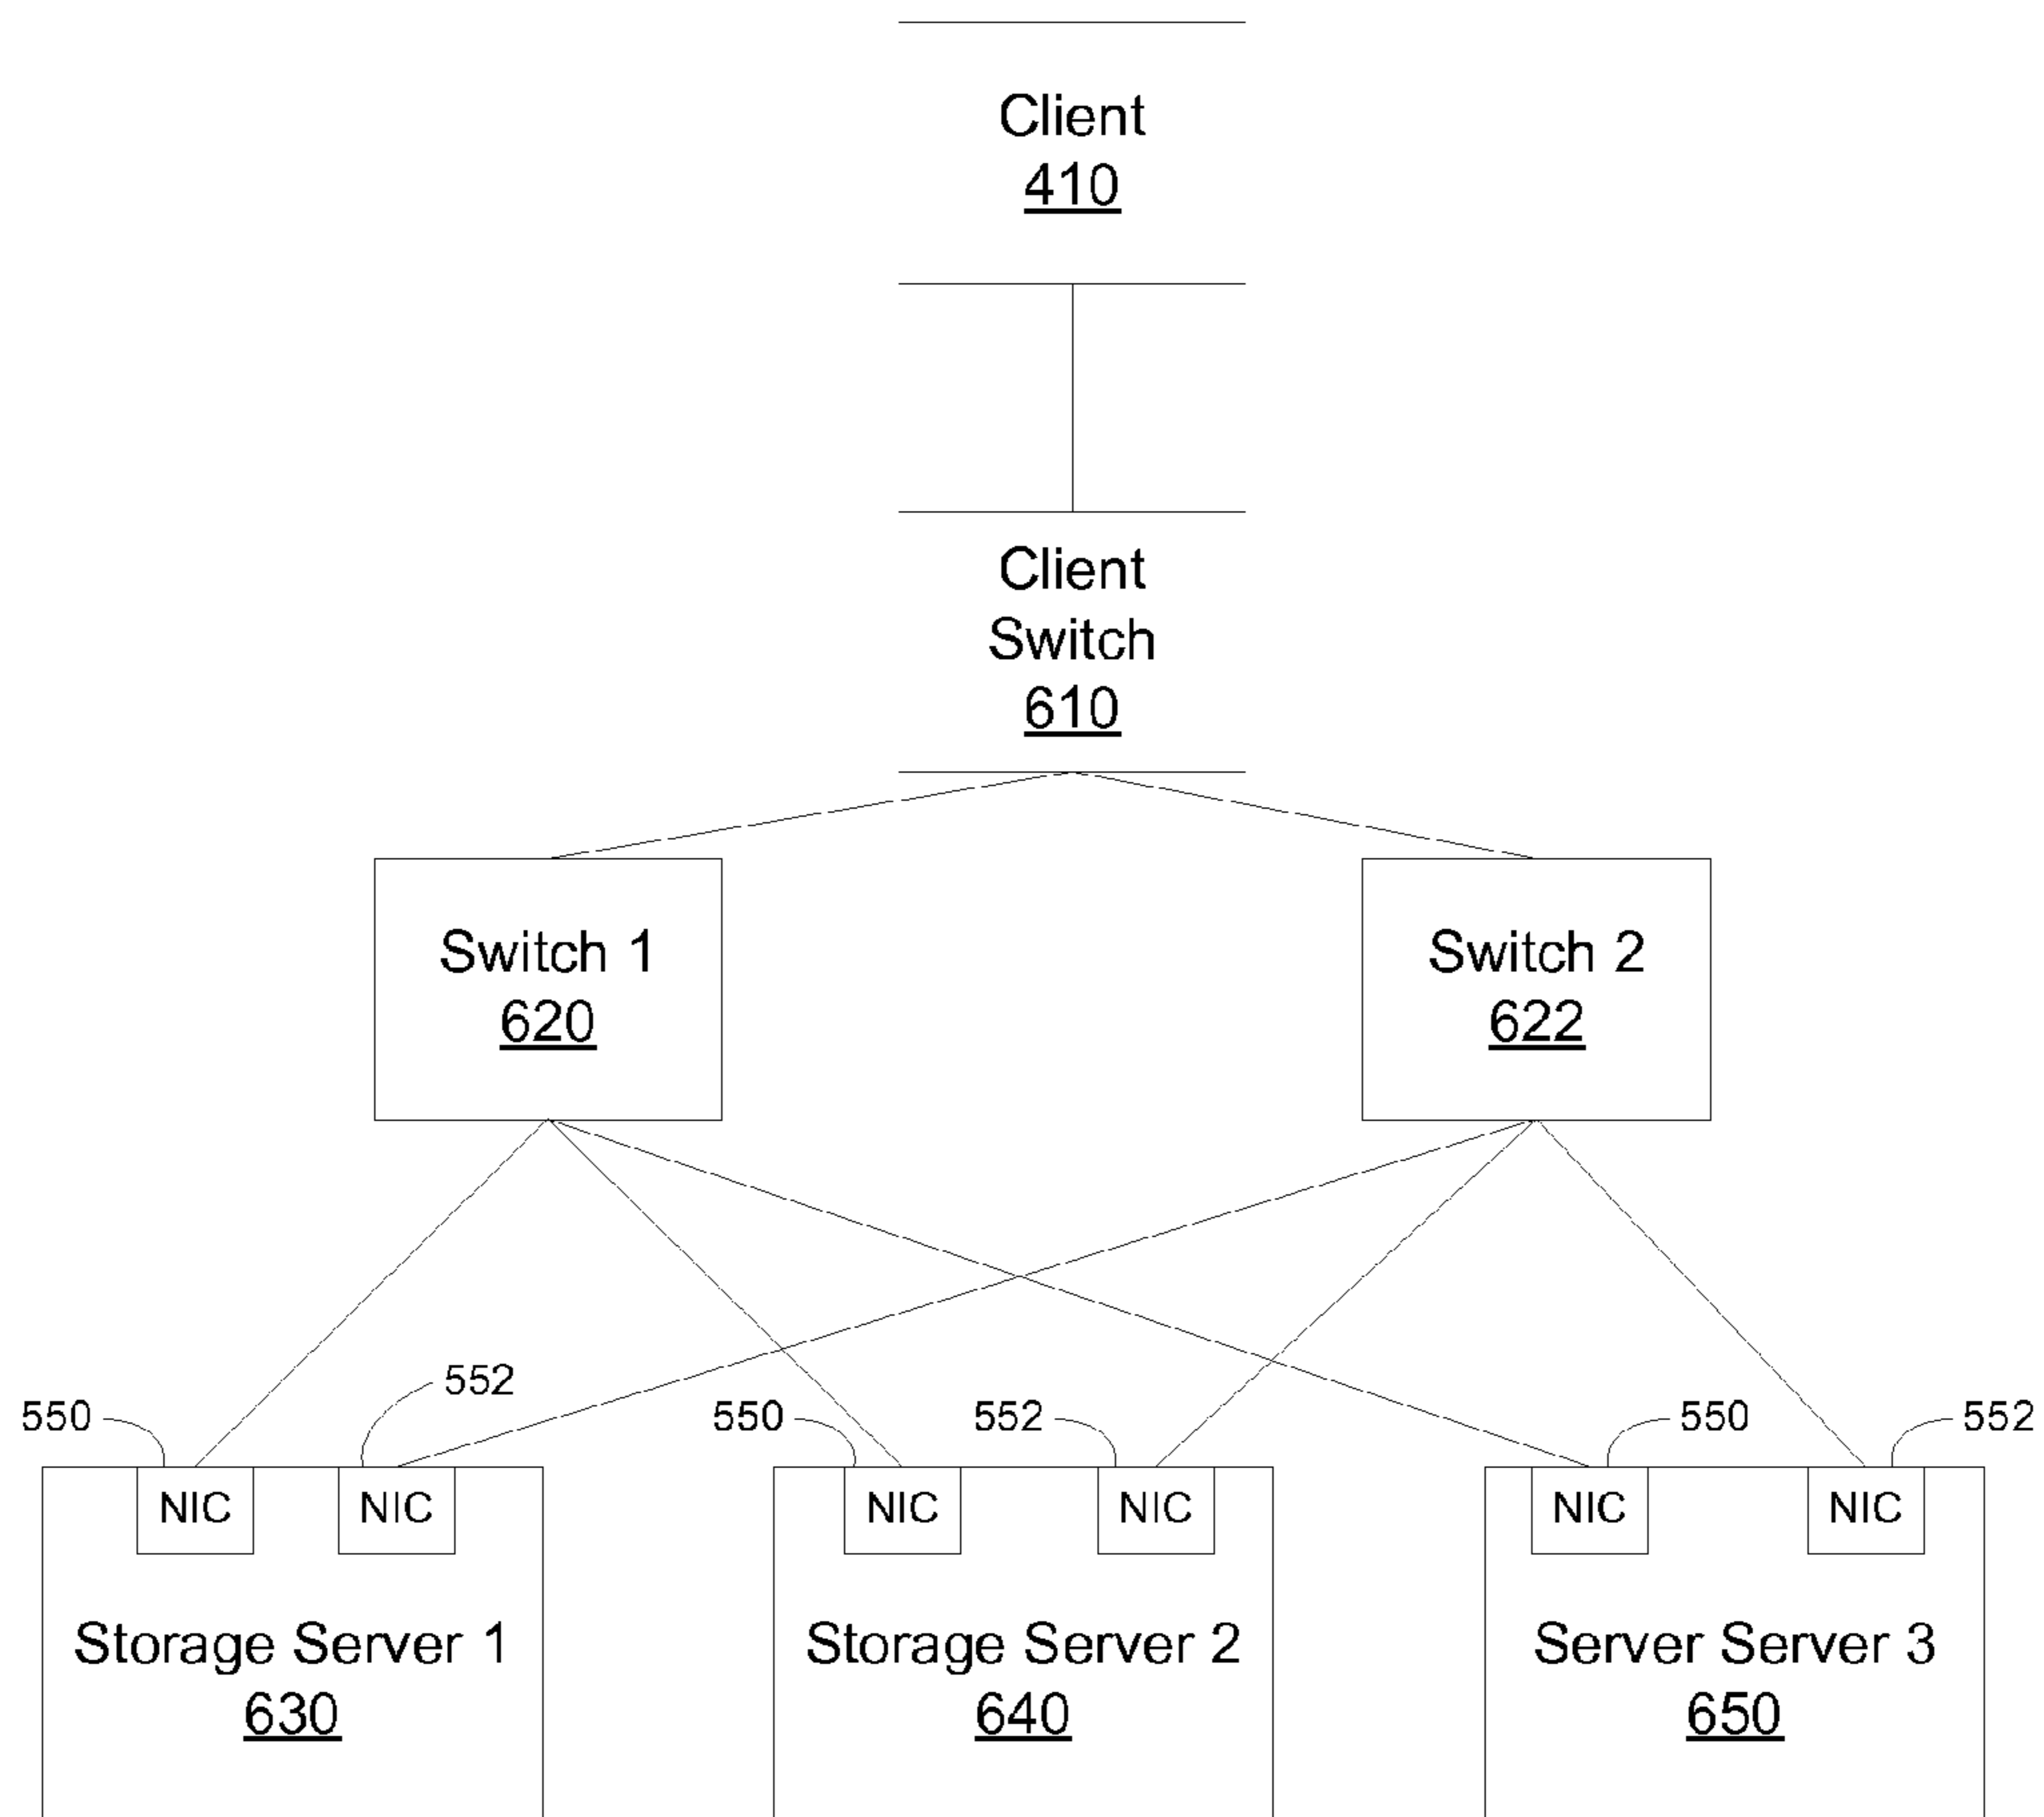 Client
410
Client
Switch
610
Switch 1
620
Switch 2
622
550
552
550
552
550
552
NIC
NIC
NIC
NIC
NIC
NIC
Storage Server 1
630
Storage Server 2
640
Server Server 3
650